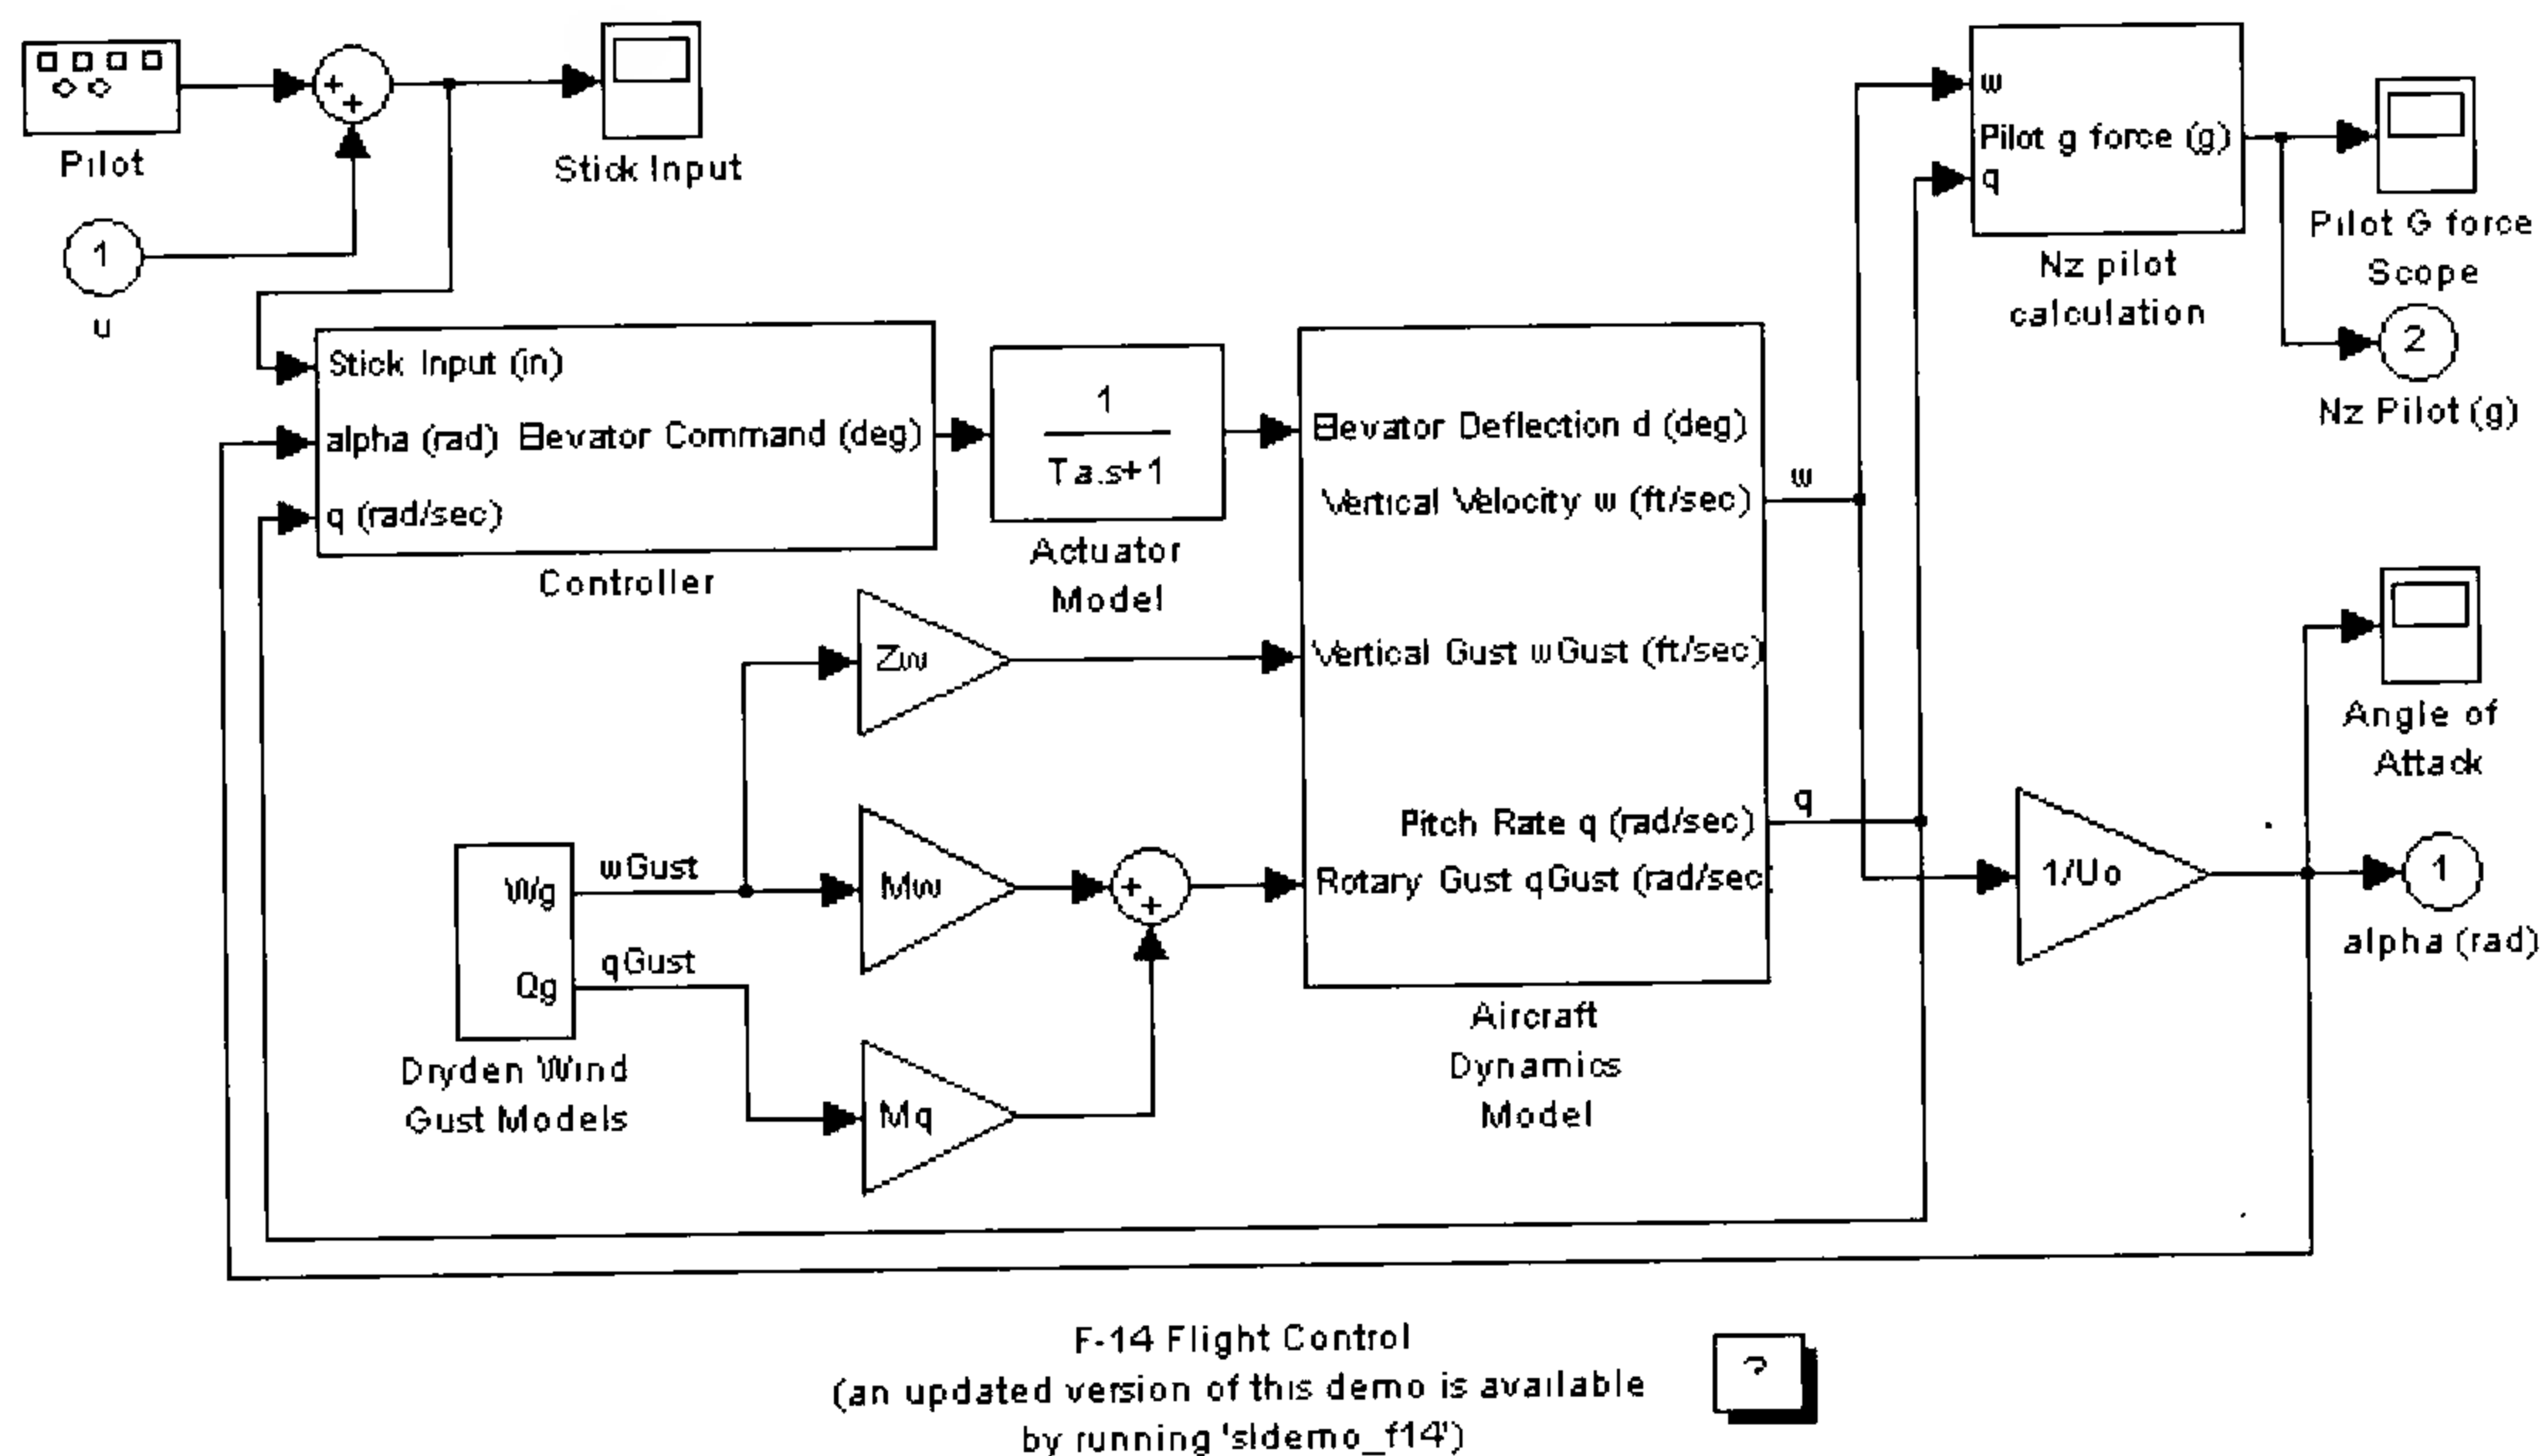 Pilot
+
+
Stick Input
1
u
w
Pilot g force (g)
q
Nz pilot
calculation
Pilot G force
Scope
2
Nz Pilot (g)
Stick Input (in)
alpha (rad) Elevator Command (deg)
q (rad/sec)
Controller
1
Ta.s+1
Actuator
Model
Elevator Deflection d (deg)
Vertical Velocity w (ft/sec)
Vertical Gust wGust (ft/sec)
Pitch Rate q (rad/sec)
Rotary Gust qGust (rad/sec
Aircraft
Dynamics
Model
w
q
Zw
Mw
Mq
+
+
Wg
Qg
wGust
qGust
Dryden Wind
Gust Models
1/Uo
Angle of
Attack
1
alpha (rad)
F-14 Flight Control
(an updated version of this demo is available
by running 'sldemo_f14')
?